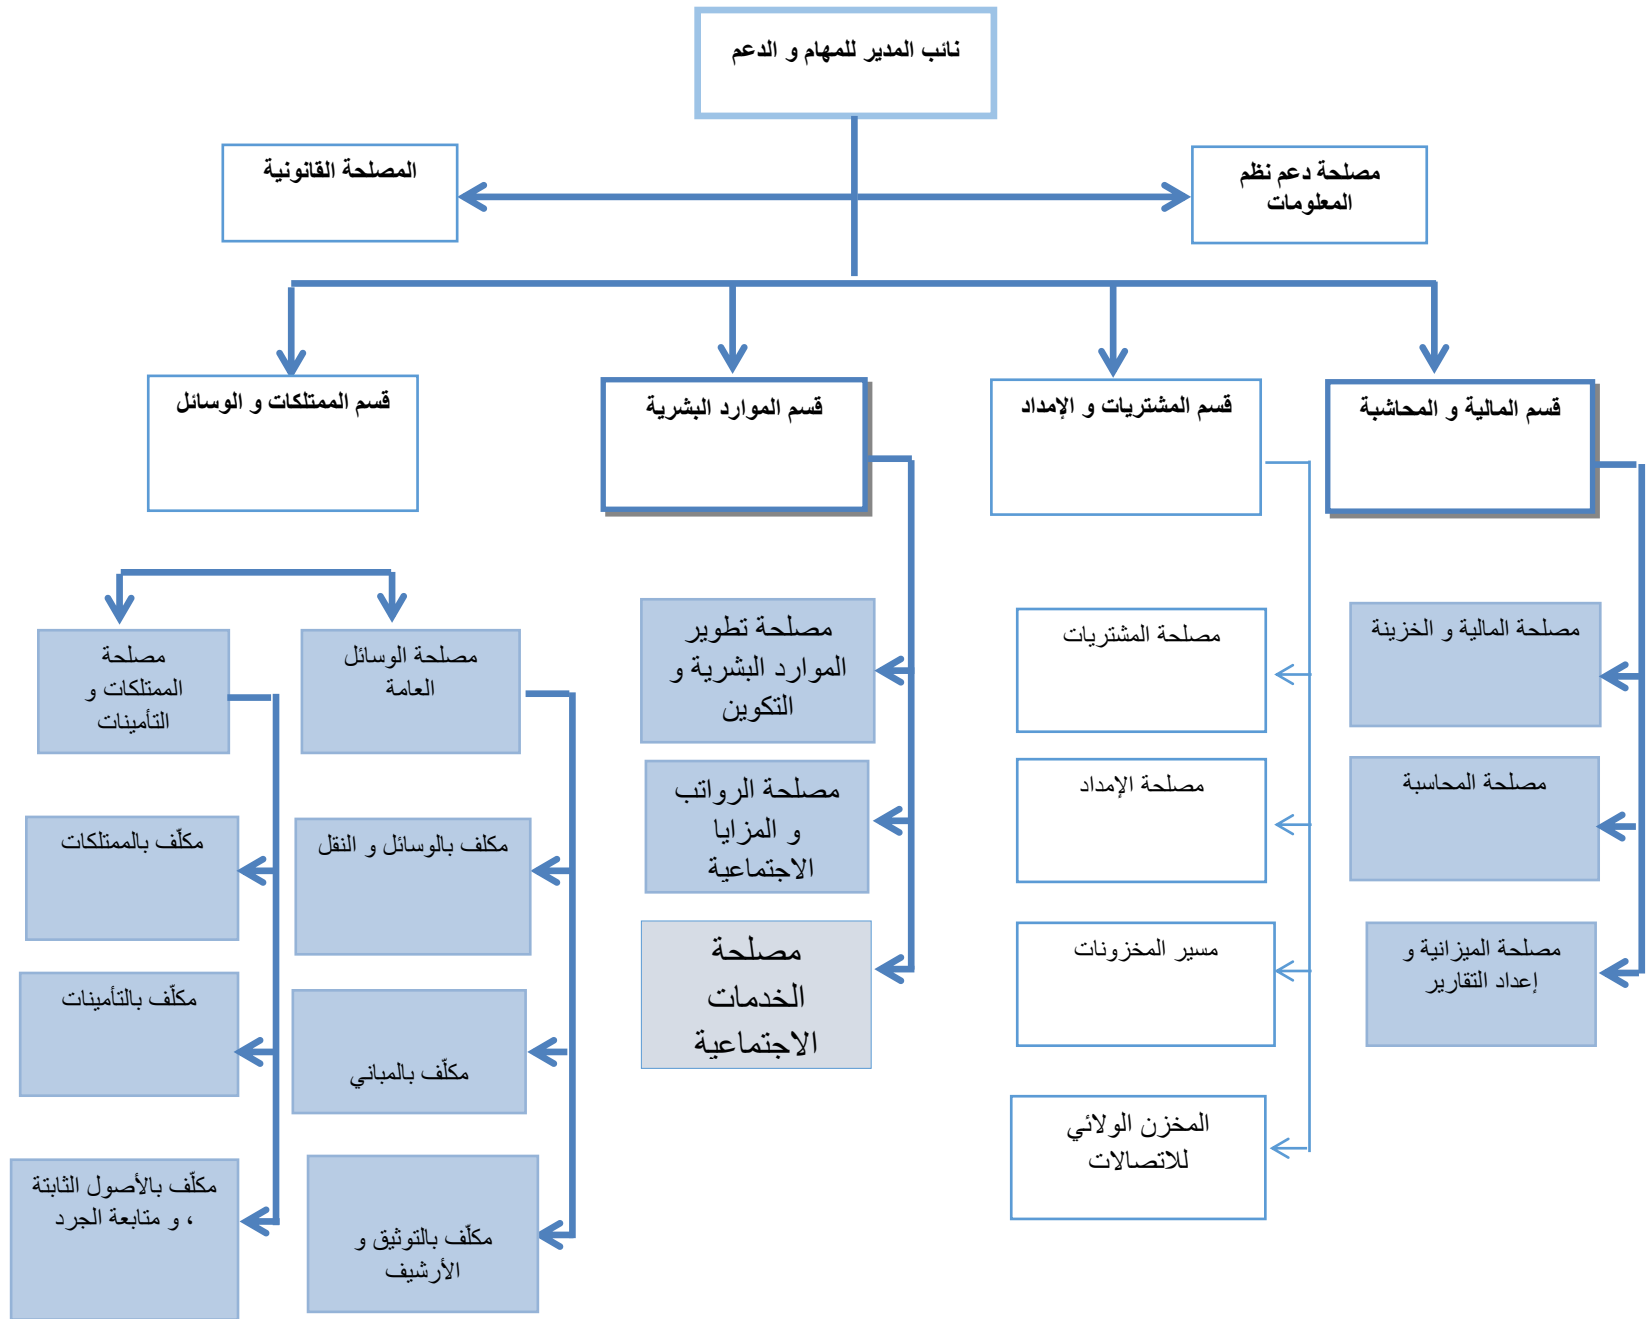 نائب المدير للمهام و الدعم
مصلحة دعم نظم
المعلومات
المصلحة القانونية
قسم المالية و المحاشبة
قسم المشتريات و الإمداد
قسم الموارد البشرية
قسم الممتلكات و الوسائل
مصلحة المالية و الخزينة
مصلحة المحاسبة
مصلحة الميزانية و
إعداد التقارير
مصلحة المشتريات
مصلحة الإمداد
مسير المخزونات
المخزن الولائي
للاتصالات
مصلحة تطوير
الموارد البشرية و
التكوين
مصلحة الرواتب
و المزايا
الاجتماعية
مصلحة
الخدمات
الاجتماعية
مصلحة الوسائل
العامة
مكلف بالوسائل و النقل
مكلّف بالمباني
مكلّف بالتوثيق و
الأرشيف
مصلحة
الممتلكات و
التأمينات
مكلّف بالممتلكات
مكلّف بالتأمينات
مكلّف بالأصول الثابتة
، و متابعة الجرد